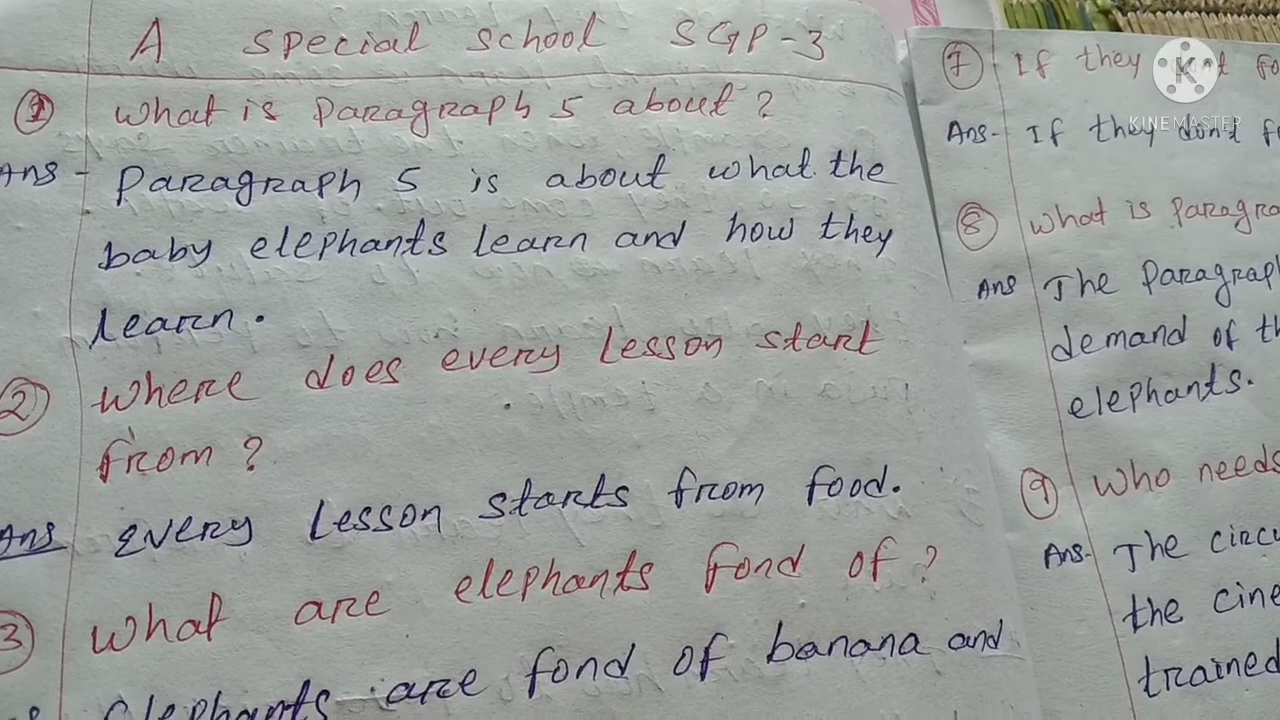 A special school SGP-3
① What is Paragraph 5 about?
Ans - Paragraph 5 is about what the
baby elephants learn and how they
learn.
② Where does every lesson start
from?
Ans Every lesson starts from food.
③ What are elephants fond of?
Elephants are fond of banana and
⑦ If they dont
Ans- If they dont
⑧ What is
Ans The
demand of
elephants.
⑨ Who needs
Ans- The
the
trained
K
KINEMASTER